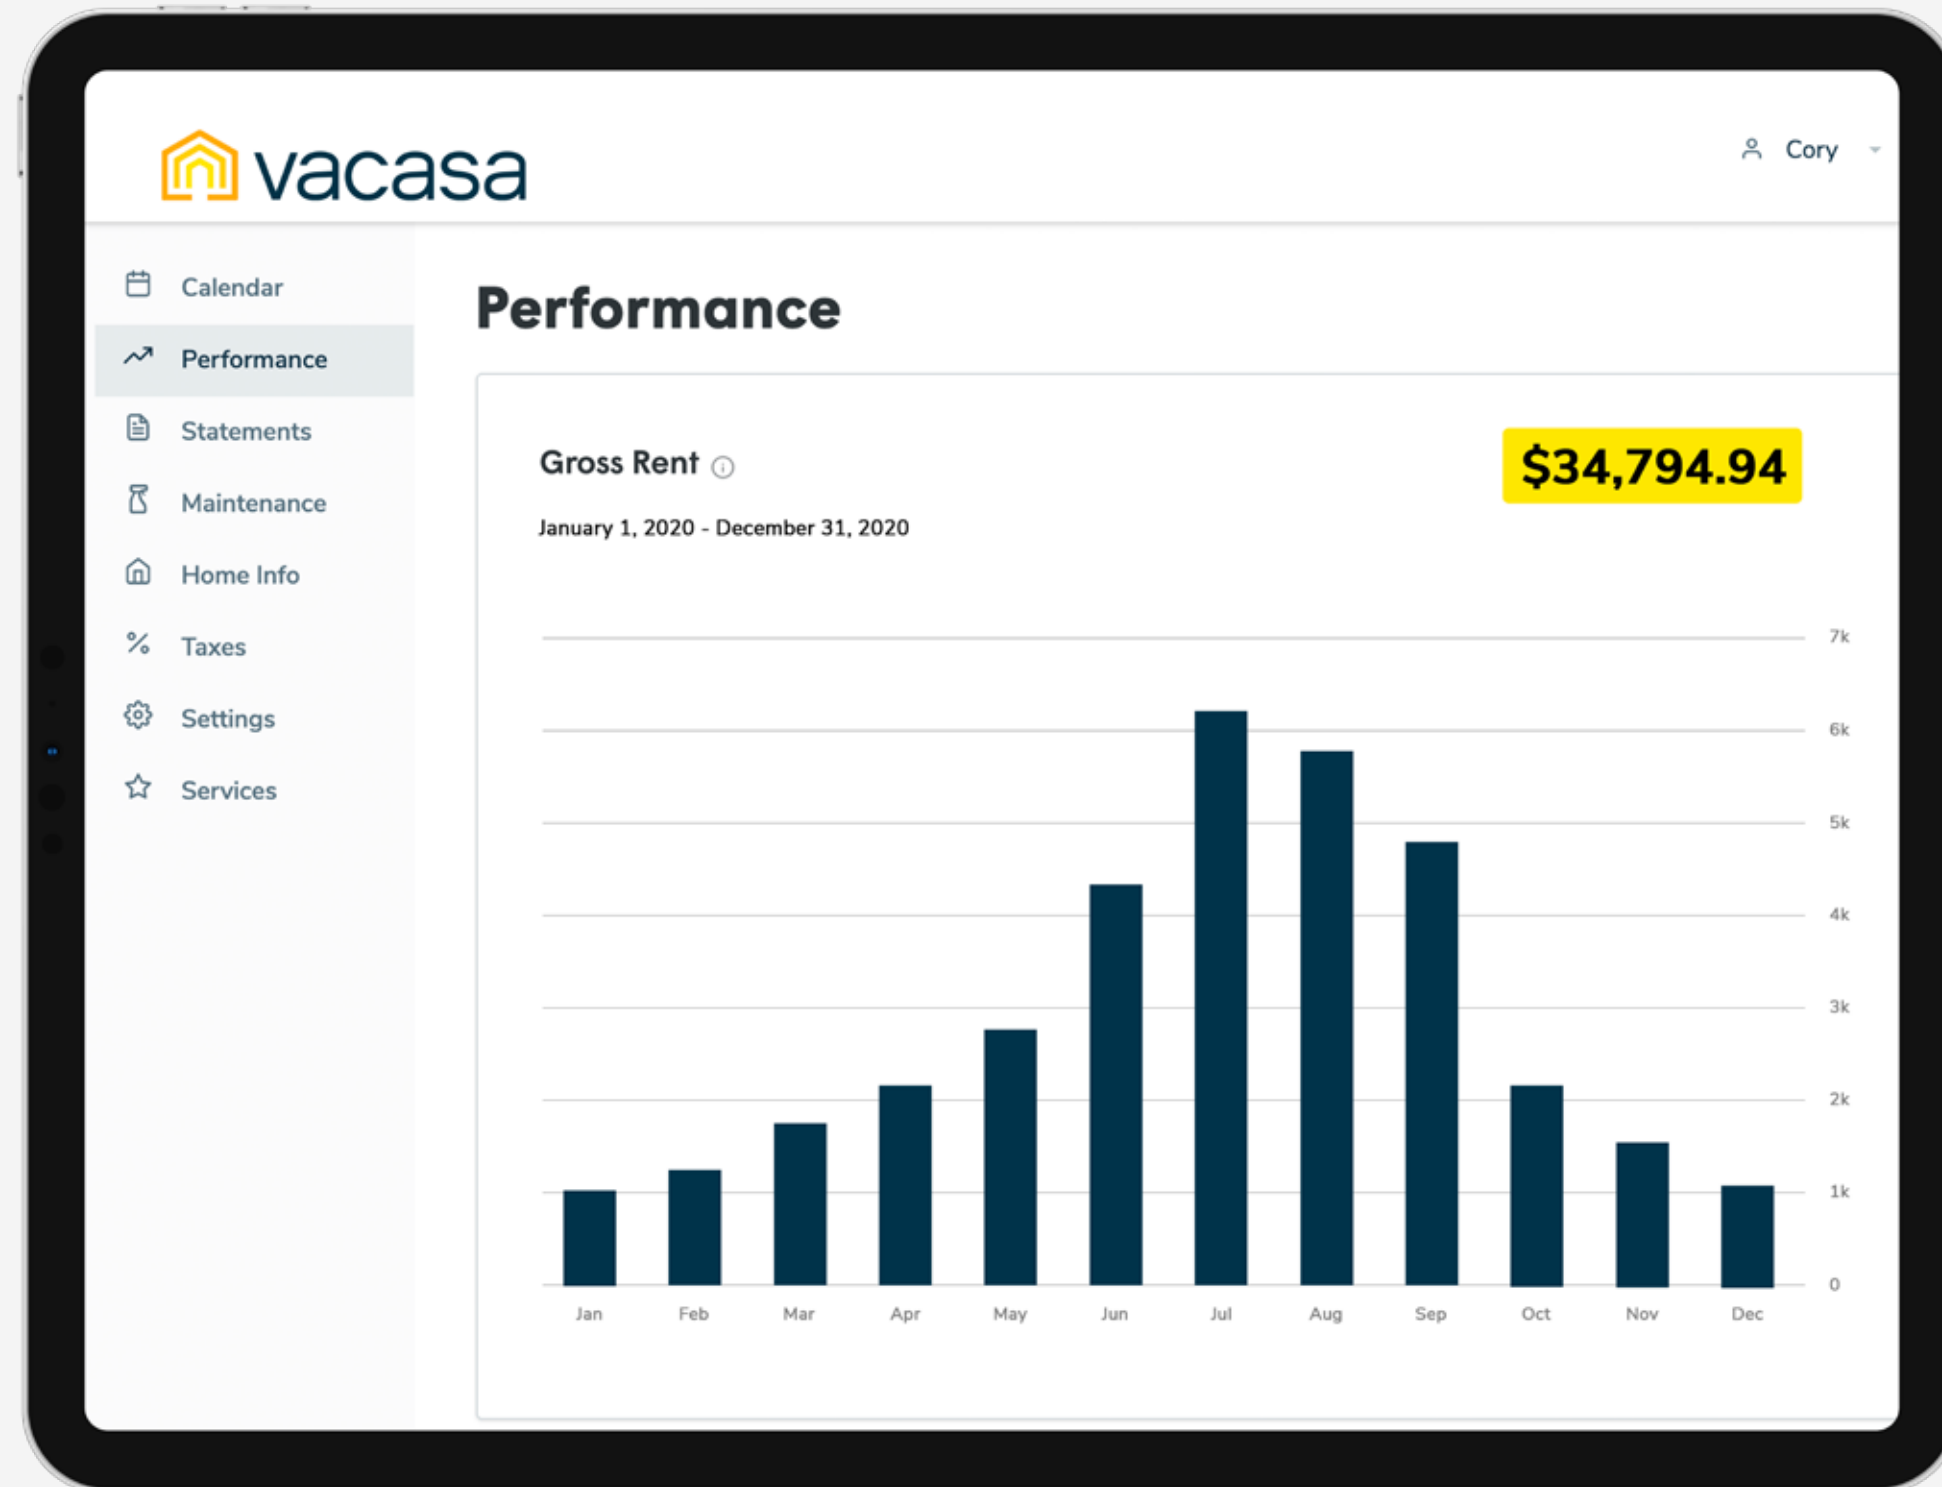 vacasa
Cory
Calendar
Performance
Statements
Maintenance
Home Info
Taxes
Settings
Services
Performance
Gross Rent
$34,794.94
January 1, 2020 - December 31, 2020
7k
6k
5k
4k
3k
2k
1k
0
Jan Feb Mar Apr May Jun Jul Aug Sep Oct Nov Dec